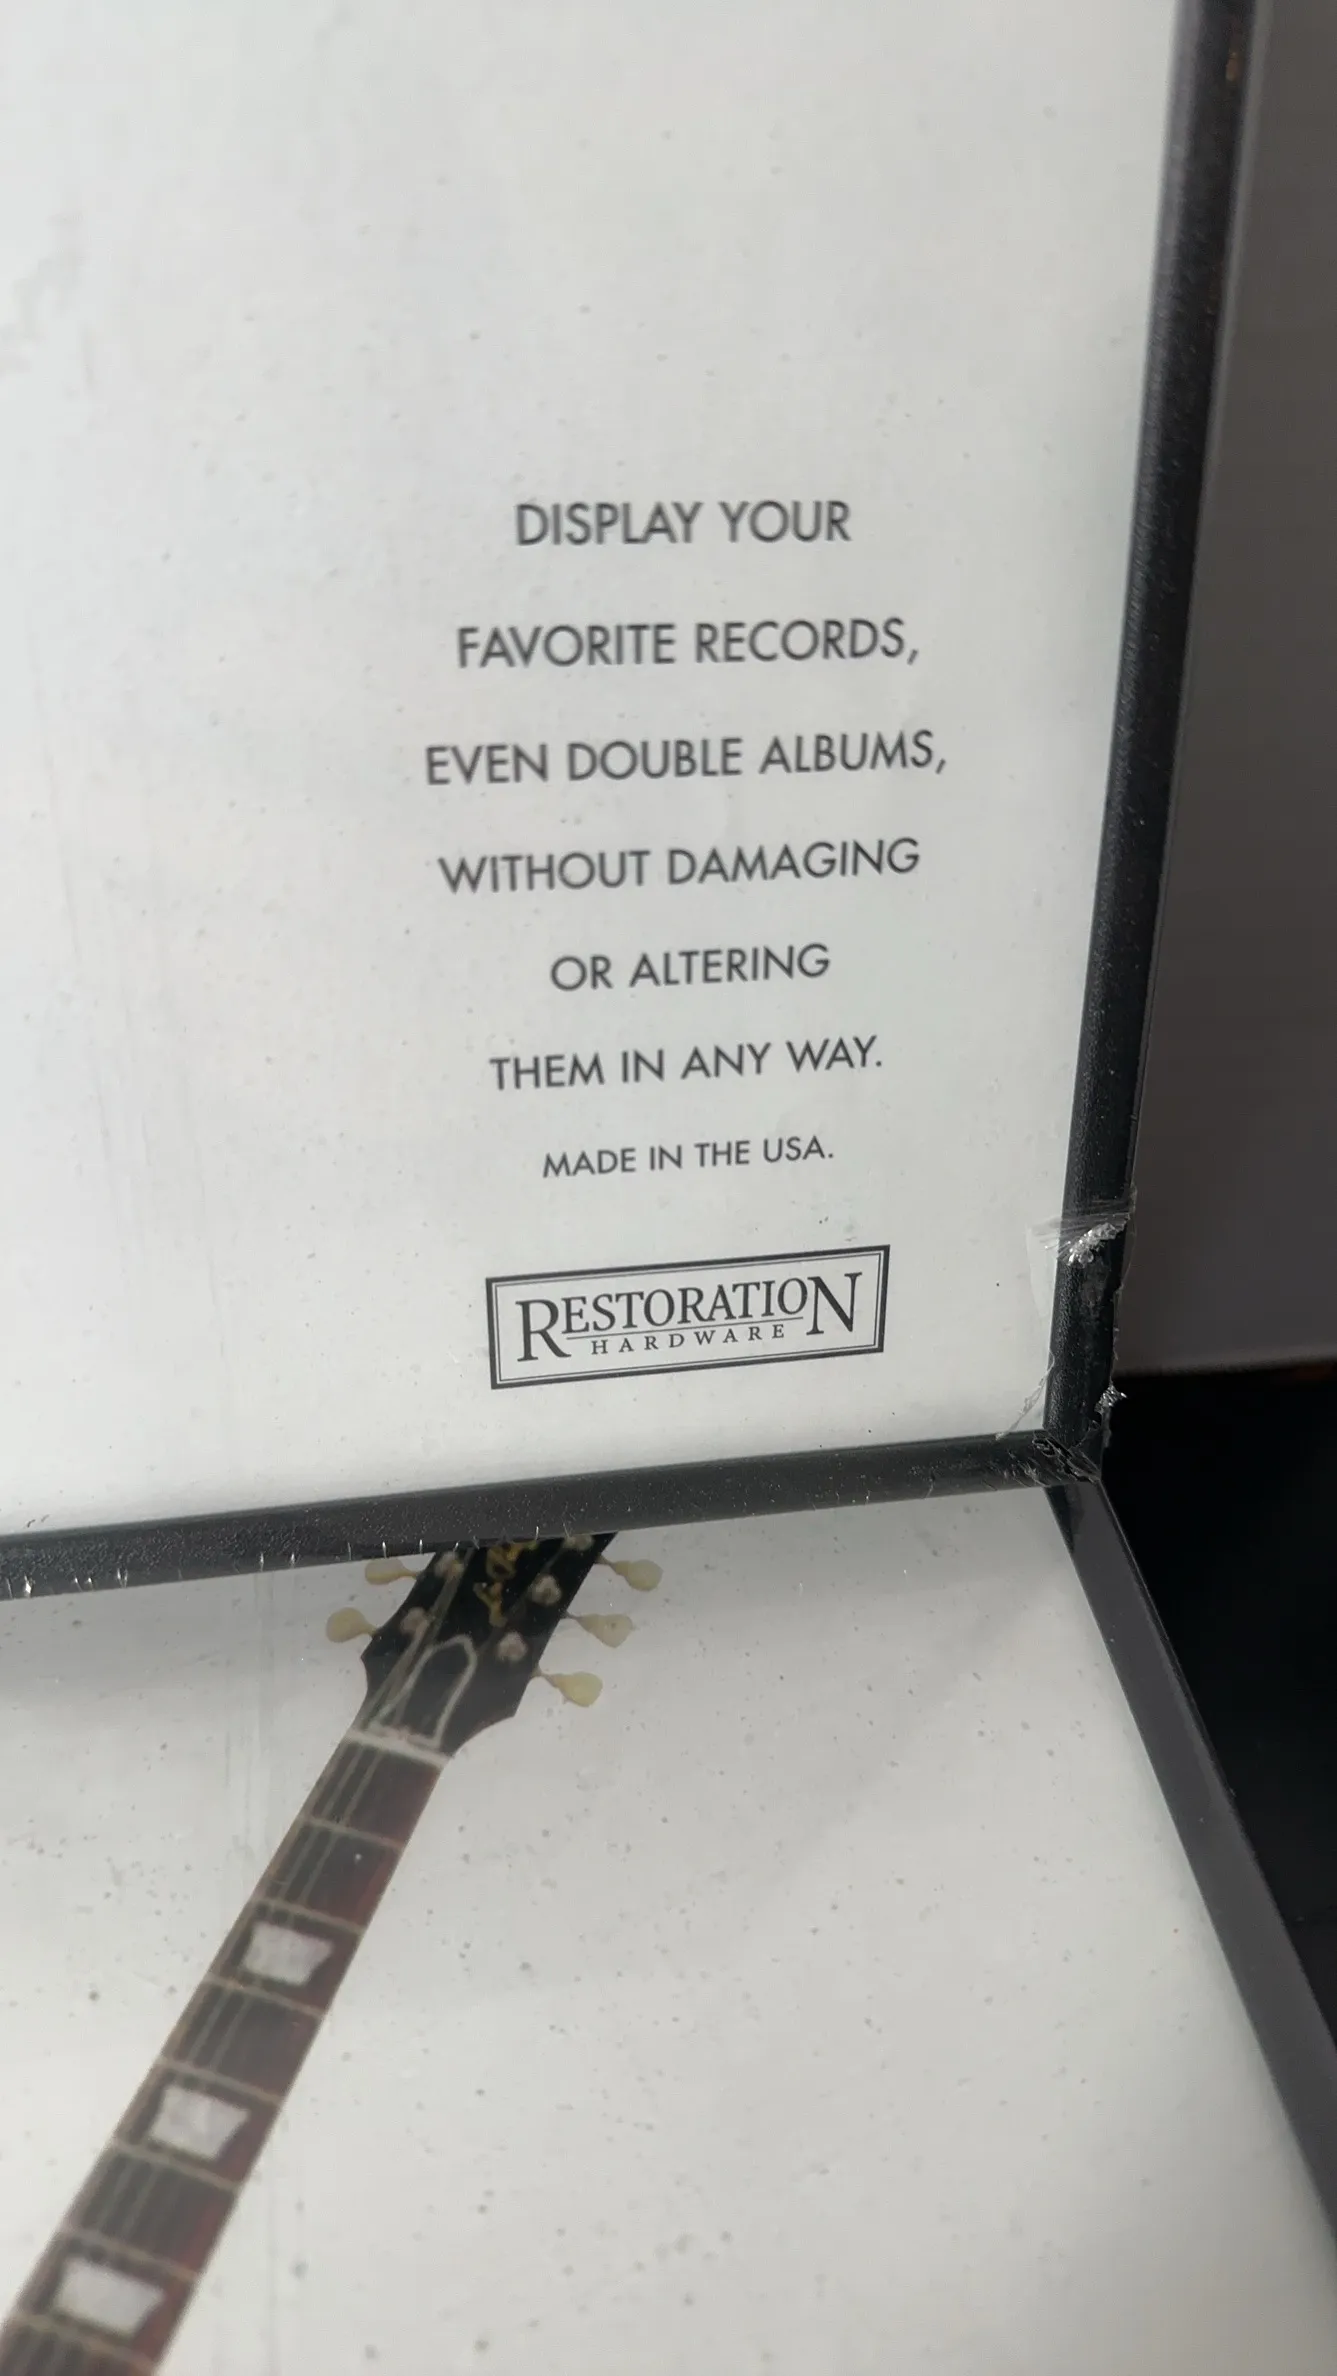 DISPLAY YOUR
FAVORITE RECORDS,
EVEN DOUBLE ALBUMS,
WITHOUT DAMAGING
OR ALTERING
THEM IN ANY WAY.
MADE IN THE USA.
RESTORATION
HARDWARE